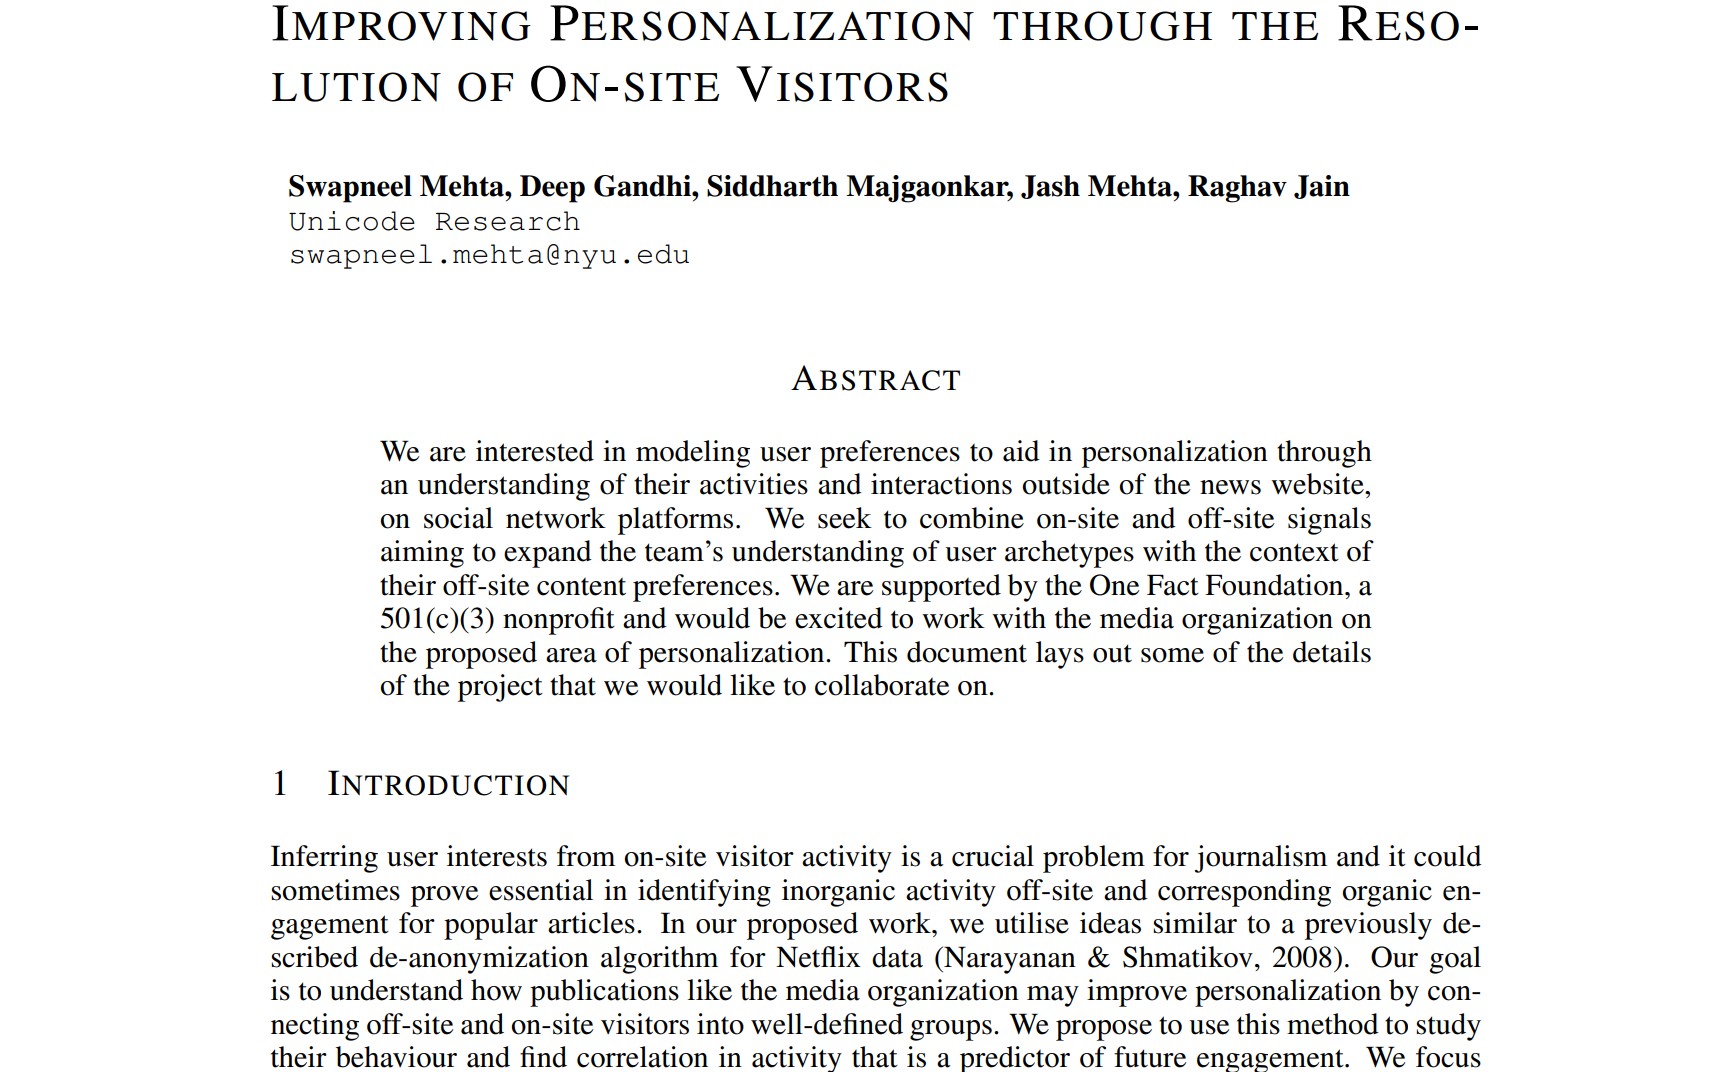 IMPROVING PERSONALIZATION THROUGH THE RESO-
LUTION OF ON-SITE VISITORS
Swapneel Mehta, Deep Gandhi, Siddharth Majgaonkar, Jash Mehta, Raghav Jain
Unicode Research
swapneel.mehta@nyu.edu
ABSTRACT
We are interested in modeling user preferences to aid in personalization through
an understanding of their activities and interactions outside of the news website,
on social network platforms. We seek to combine on-site and off-site signals
aiming to expand the team's understanding of user archetypes with the context of
their off-site content preferences. We are supported by the One Fact Foundation, a
501(c)(3) nonprofit and would be excited to work with the media organization on
the proposed area of personalization. This document lays out some of the details
of the project that we would like to collaborate on.
1 INTRODUCTION
Inferring user interests from on-site visitor activity is a crucial problem for journalism and it could
sometimes prove essential in identifying inorganic activity off-site and corresponding organic en-
gagement for popular articles. In our proposed work, we utilise ideas similar to a previously de-
scribed de-anonymization algorithm for Netflix data (Narayanan & Shmatikov, 2008). Our goal
is to understand how publications like the media organization may improve personalization by con-
necting off-site and on-site visitors into well-defined groups. We propose to use this method to study
their behaviour and find correlation in activity that is a predictor of future engagement. We focus